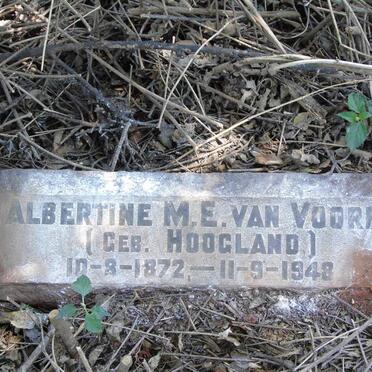 ALBERTINE M.E. VAN VOOR
(GEB. HOOGLAND)
10-8-1872 — 11-9-1948